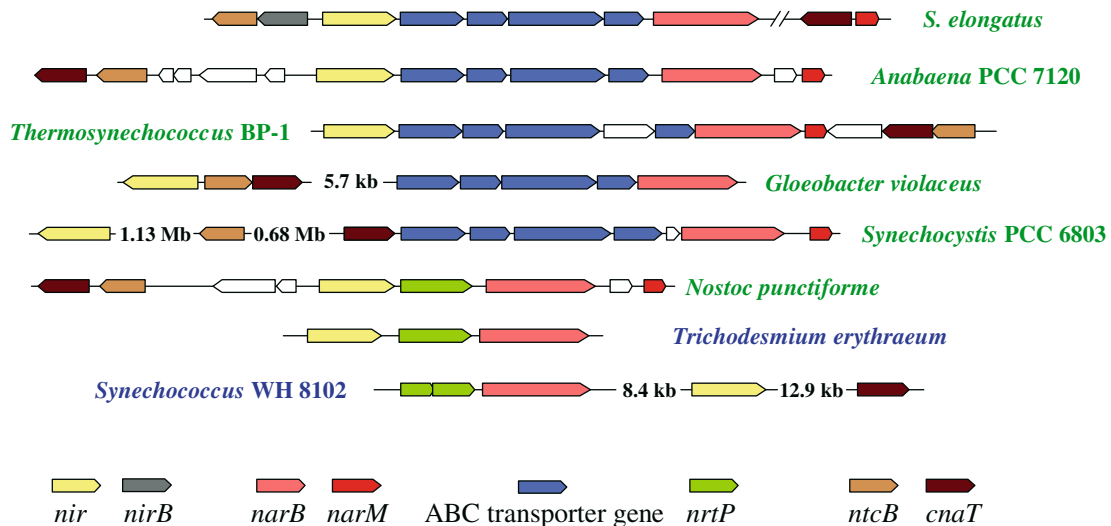 S. elongatus
Anabaena PCC 7120
Thermosynechococcus BP-1
5.7 kb
Gloeobacter violaceus
1.13 Mb 0.68 Mb
Synechocystis PCC 6803
Nostoc punctiforme
Trichodesmium erythraeum
Synechococcus WH 8102
8.4 kb 12.9 kb
nir nirB narB narM ABC transporter gene nrtP ntcB cnaT